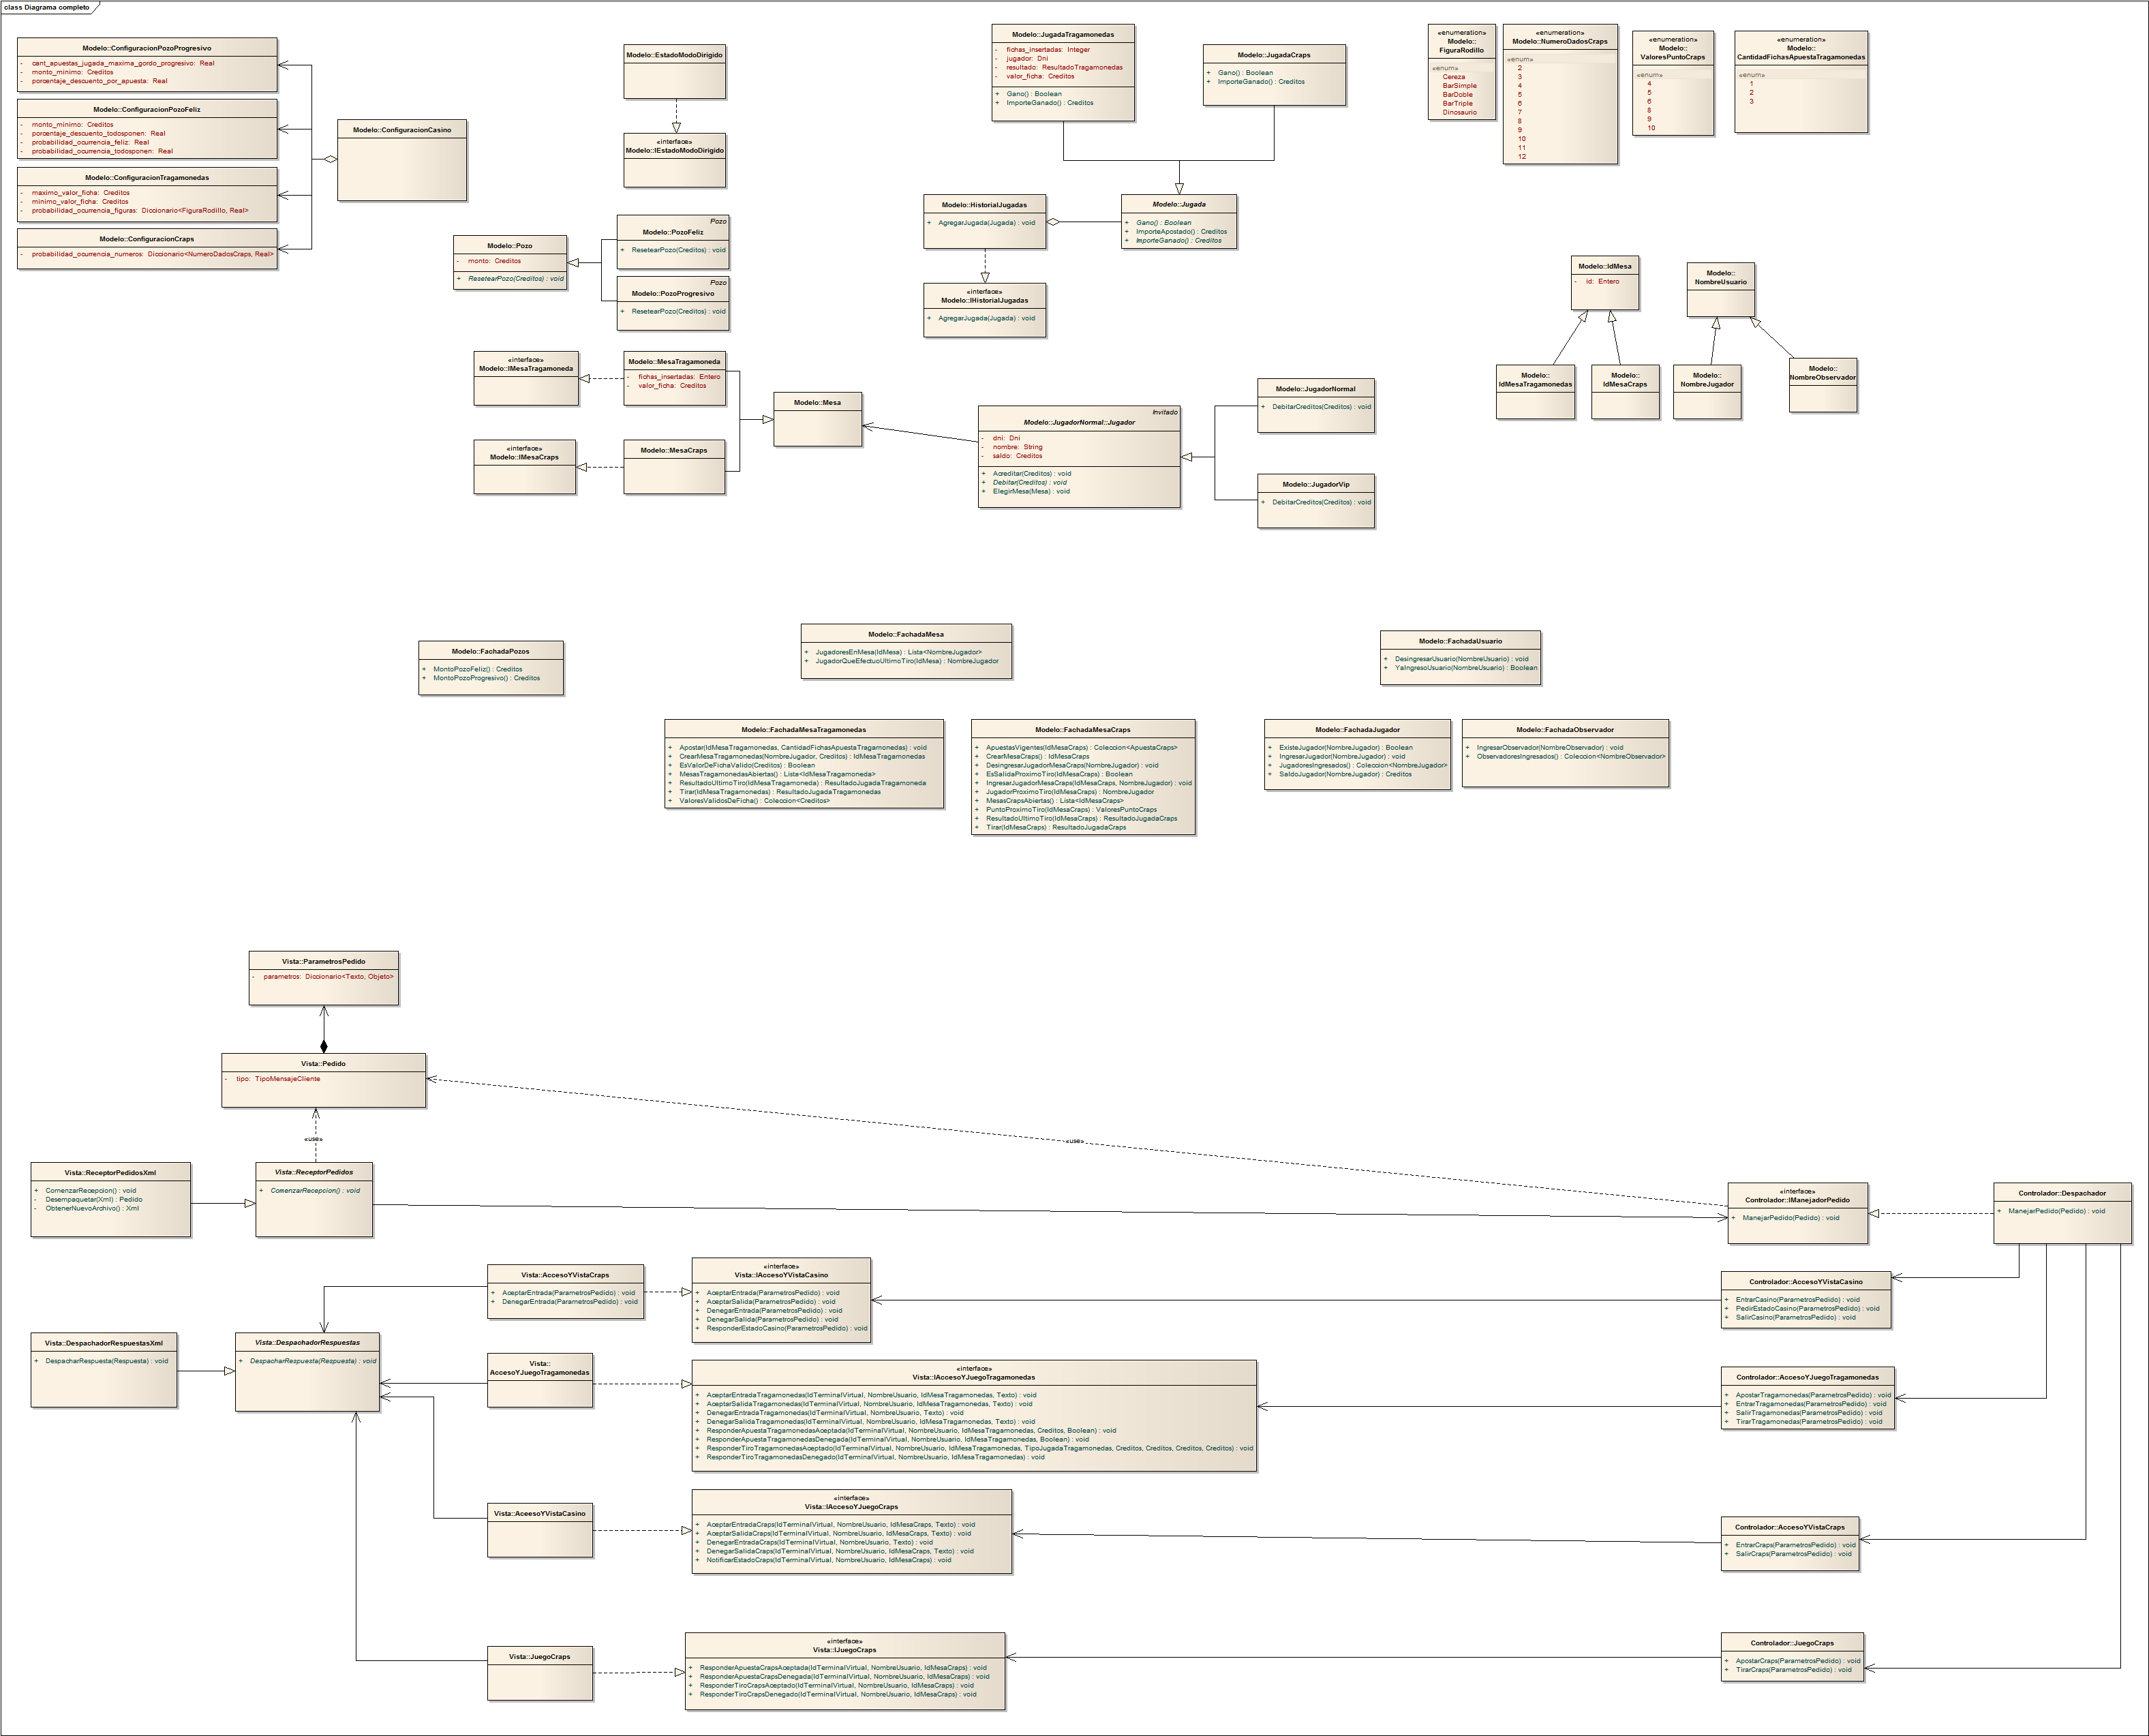 class Diagrama completo
Modelo::ConfiguracionPozoProgresivo
- cant_apuestas_jugada_maxima_gordo_progresivo: Real
- monto_minimo: Creditos
- porcentaje_descuento_por_apuesta: Real
Modelo::ConfiguracionPozoFeliz
- monto_minimo: Creditos
- porcentaje_descuento_todosponen: Real
- probabilidad_ocurrencia_feliz: Real
- probabilidad_ocurrencia_todosponen: Real
Modelo::ConfiguracionTragamonedas
- maximo_valor_ficha: Creditos
- minimo_valor_ficha: Creditos
- probabilidad_ocurrencia_figuras: Diccionario<FiguraRodillo, Real>
Modelo::ConfiguracionCraps
- probabilidad_ocurrencia_numeros: Diccionario<NumeroDadosCraps, Real>
Modelo::ConfiguracionCasino
Modelo::EstadoModoDirigido
«interface»
Modelo::IEstadoModoDirigido
Modelo::JugadaTragamonedas
- fichas_insertadas: Integer
- jugador: Dni
- resultado: ResultadoTragamonedas
- valor_ficha: Creditos
+ Gano() : Boolean
+ ImporteGanado() : Creditos
Modelo::JugadaCraps
+ Gano() : Boolean
+ ImporteGanado() : Creditos
«enumeration»
Modelo::
FiguraRodillo
«enum»
Cereza
BarSimple
BarDoble
BarTriple
Dinosaurio
«enumeration»
Modelo::NumeroDadosCraps
«enum»
2
3
4
5
6
7
8
9
10
11
12
«enumeration»
Modelo::
ValoresPuntoCraps
«enum»
4
5
6
8
9
10
«enumeration»
Modelo::
CantidadFichasApuestaTragamonedas
«enum»
1
2
3
Modelo::HistorialJugadas
+ AgregarJugada(Jugada) : void
Modelo::Jugada
+ Gano() : Boolean
+ ImporteApostado() : Creditos
+ ImporteGanado() : Creditos
«interface»
Modelo::IHistorialJugadas
+ AgregarJugada(Jugada) : void
Modelo::Pozo
- monto: Creditos
+ ResetearPozo(Creditos) : void
Pozo
Modelo::PozoFeliz
+ ResetearPozo(Creditos) : void
Pozo
Modelo::PozoProgresivo
+ ResetearPozo(Creditos) : void
Modelo::IdMesa
- id: Entero
Modelo::
NombreUsuario
Modelo::
IdMesaTragamonedas
Modelo::
IdMesaCraps
Modelo::
NombreJugador
Modelo::
NombreObservador
«interface»
Modelo::IMesaTragamoneda
Modelo::MesaTragamoneda
- fichas_insertadas: Entero
- valor_ficha: Creditos
«interface»
Modelo::IMesaCraps
Modelo::MesaCraps
Modelo::Mesa
Invitado
Modelo::JugadorNormal::Jugador
- dni: Dni
- nombre: String
- saldo: Creditos
+ Acreditar(Creditos) : void
+ Debitar(Creditos) : void
+ ElegirMesa(Mesa) : void
Modelo::JugadorNormal
+ DebitarCreditos(Creditos) : void
Modelo::JugadorVip
+ DebitarCreditos(Creditos) : void
Modelo::FachadaPozos
+ MontoPozoFeliz() : Creditos
+ MontoPozoProgresivo() : Creditos
Modelo::FachadaMesa
+ JugadoresEnMesa(IdMesa) : Lista<NombreJugador>
+ JugadorQueEfectuoUltimoTiro(IdMesa) : NombreJugador
Modelo::FachadaUsuario
+ DesingresarUsuario(NombreUsuario) : void
+ YaIngresoUsuario(NombreUsuario) : Boolean
Modelo::FachadaMesaTragamonedas
+ Apostar(IdMesaTragamonedas, CantidadFichasApuestaTragamonedas) : void
+ CrearMesaTragamonedas(NombreJugador, Creditos) : IdMesaTragamonedas
+ EsValorDeFichaValido(Creditos) : Boolean
+ MesasTragamonedasAbiertas() : Lista<IdMesaTragamoneda>
+ ResultadoUltimoTiro(IdMesaTragamoneda) : ResultadoJugadaTragamoneda
+ Tirar(IdMesaTragamonedas) : ResultadoJugadaTragamonedas
+ ValoresValidosDeFicha() : Coleccion<Creditos>
Modelo::FachadaMesaCraps
+ ApuestasVigentes(IdMesaCraps) : Coleccion<ApuestaCraps>
+ CrearMesaCraps() : IdMesaCraps
+ DesingresarJugadorMesaCraps(NombreJugador) : void
+ EsSalidaProximoTiro(IdMesaCraps) : Boolean
+ IngresarJugadorMesaCraps(IdMesaCraps, NombreJugador) : void
+ JugadorProximoTiro(IdMesaCraps) : NombreJugador
+ MesasCrapsAbiertas() : Lista<IdMesaCraps>
+ PuntoProximoTiro(IdMesaCraps) : ValoresPuntoCraps
+ ResultadoUltimoTiro(IdMesaCraps) : ResultadoJugadaCraps
+ Tirar(IdMesaCraps) : ResultadoJugadaCraps
Modelo::FachadaJugador
+ ExisteJugador(NombreJugador) : Boolean
+ IngresarJugador(NombreJugador) : void
+ JugadoresIngresados() : Coleccion<NombreJugador>
+ SaldoJugador(NombreJugador) : Creditos
Modelo::FachadaObservador
+ IngresarObservador(NombreObservador) : void
+ ObservadoresIngresados() : Coleccion<NombreObservador>
Vista::ParametrosPedido
- parametros: Diccionario<Texto, Objeto>
Vista::Pedido
- tipo: TipoMensajeCliente
«use»
«use»
Vista::ReceptorPedidosXml
+ ComenzarRecepcion() : void
- Desempaquetar(Xml) : Pedido
- ObtenerNuevoArchivo() : Xml
Vista::ReceptorPedidos
+ ComenzarRecepcion() : void
«interface»
Controlador::IManejadorPedido
+ ManejarPedido(Pedido) : void
Controlador::Despachador
+ ManejarPedido(Pedido) : void
Vista::AccesoYVistaCraps
+ AceptarEntrada(ParametrosPedido) : void
+ DenegarEntrada(ParametrosPedido) : void
«interface»
Vista::IAccesoYVistaCasino
+ AceptarEntrada(ParametrosPedido) : void
+ AceptarSalida(ParametrosPedido) : void
+ DenegarEntrada(ParametrosPedido) : void
+ DenegarSalida(ParametrosPedido) : void
+ ResponderEstadoCasino(ParametrosPedido) : void
Controlador::AccesoYVistaCasino
+ EntrarCasino(ParametrosPedido) : void
+ PedirEstadoCasino(ParametrosPedido) : void
+ SalirCasino(ParametrosPedido) : void
Vista::DespachadorRespuestasXml
+ DespacharRespuesta(Respuesta) : void
Vista::DespachadorRespuestas
+ DespacharRespuesta(Respuesta) : void
Vista::
AccesoYJuegoTragamonedas
«interface»
Vista::IAccesoYJuegoTragamonedas
+ AceptarEntradaTragamonedas(IdTerminalVirtual, NombreUsuario, IdMesaTragamonedas, Texto) : void
+ AceptarSalidaTragamonedas(IdTerminalVirtual, NombreUsuario, IdMesaTragamonedas, Texto) : void
+ DenegarEntradaTragamonedas(IdTerminalVirtual, NombreUsuario, Texto) : void
+ DenegarSalidaTragamonedas(IdTerminalVirtual, NombreUsuario, IdMesaTragamonedas, Texto) : void
+ ResponderApuestaTragamonedasAceptada(IdTerminalVirtual, NombreUsuario, IdMesaTragamonedas, Creditos, Boolean) : void
+ ResponderApuestaTragamonedasDenegada(IdTerminalVirtual, NombreUsuario, IdMesaTragamonedas, Boolean) : void
+ ResponderTiroTragamonedasAceptado(IdTerminalVirtual, NombreUsuario, IdMesaTragamonedas, TipoJugadaTragamonedas, Creditos, Creditos, Creditos, Creditos) : void
+ ResponderTiroTragamonedasDenegado(IdTerminalVirtual, NombreUsuario, IdMesaTragamonedas) : void
Controlador::AccesoYJuegoTragamonedas
+ ApostarTragamonedas(ParametrosPedido) : void
+ EntrarTragamonedas(ParametrosPedido) : void
+ SalirTragamonedas(ParametrosPedido) : void
+ TirarTragamonedas(ParametrosPedido) : void
Vista::AccesoYVistaCasino
«interface»
Vista::IAccesoYJuegoCraps
+ AceptarEntradaCraps(IdTerminalVirtual, NombreUsuario, IdMesaCraps, Texto) : void
+ AceptarSalidaCraps(IdTerminalVirtual, NombreUsuario, IdMesaCraps, Texto) : void
+ DenegarEntradaCraps(IdTerminalVirtual, NombreUsuario, Texto) : void
+ DenegarSalidaCraps(IdTerminalVirtual, NombreUsuario, IdMesaCraps, Texto) : void
+ NotificarEstadoCraps(IdTerminalVirtual, NombreUsuario, IdMesaCraps) : void
Controlador::AccesoYVistaCraps
+ EntrarCraps(ParametrosPedido) : void
+ SalirCraps(ParametrosPedido) : void
Vista::JuegoCraps
«interface»
Vista::IJuegoCraps
+ ResponderApuestaCrapsAceptada(IdTerminalVirtual, NombreUsuario, IdMesaCraps) : void
+ ResponderApuestaCrapsDenegada(IdTerminalVirtual, NombreUsuario, IdMesaCraps) : void
+ ResponderTiroCrapsAceptado(IdTerminalVirtual, NombreUsuario, IdMesaCraps) : void
+ ResponderTiroCrapsDenegado(IdTerminalVirtual, NombreUsuario, IdMesaCraps) : void
Controlador::JuegoCraps
+ ApostarCraps(ParametrosPedido) : void
+ TirarCraps(ParametrosPedido) : void